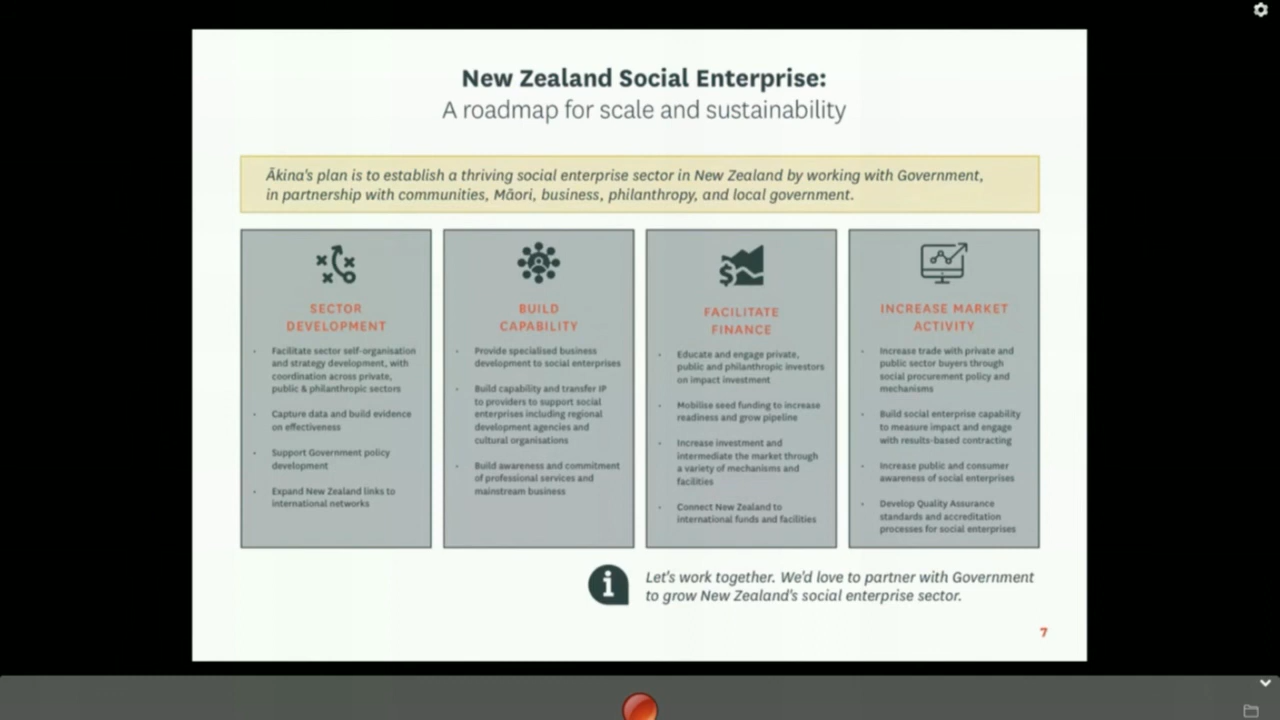 New Zealand Social Enterprise:
A roadmap for scale and sustainability
Ākina's plan is to establish a thriving social enterprise sector in New Zealand by working with Government,
in partnership with communities, Māori, business, philanthropy, and local government.
SECTOR
DEVELOPMENT
Facilitate sector self-organisation
and strategy development, with
coordination across private,
public & philanthropic sectors
Capture data and build evidence
on effectiveness
Support Government policy
development
Expand New Zealand links to
international networks
BUILD
CAPABILITY
Provide specialised business
development to social enterprises
Build capability and transfer IP
to providers to support social
enterprises including regional
development agencies and
cultural organisations
Build awareness and commitment
of professional services and
mainstream business
FACILITATE
FINANCE
Educate and engage private,
public and philanthropic investors
on impact investment
Mobilise seed funding to increase
readiness and grow pipeline
Increase investment and
intermediate the market through
a variety of mechanisms and
facilities
Connect New Zealand to
international funds and facilities
INCREASE MARKET
ACTIVITY
Increase trade with private and
public sector buyers through
social procurement policy and
mechanisms
Build social enterprise capability
to measure impact and engage
with results-based contracting
Increase public and consumer
awareness of social enterprises
Develop Quality Assurance
standards and accreditation
processes for social enterprises
Let's work together. We'd love to partner with Government
to grow New Zealand's social enterprise sector.
7